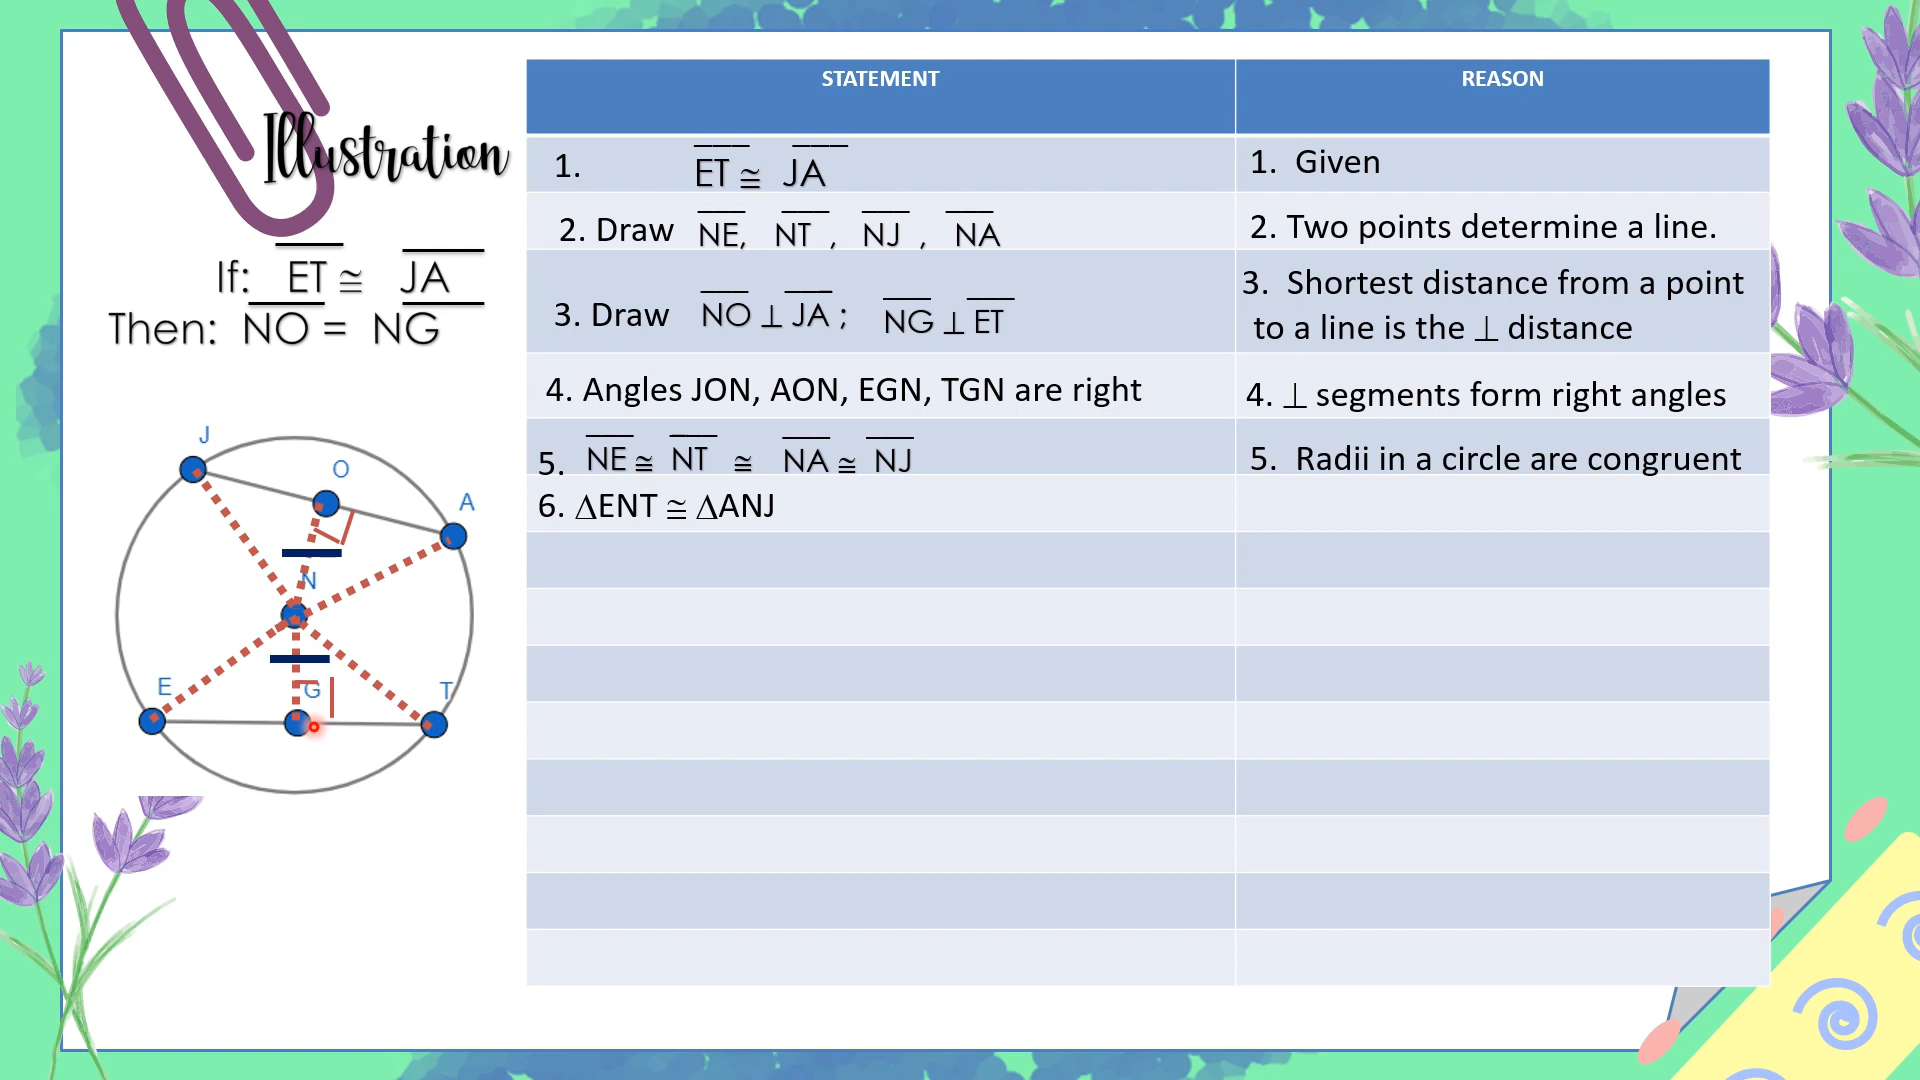 Illustration
If: ET ≅ JA
Then: NO = NG
J
O
A
N
E
G
T
STATEMENT REASON
1. ET ≅ JA 1. Given
2. Draw NE, NT , NJ , NA 2. Two points determine a line.
3. Draw NO ⊥ JA ; NG ⊥ ET 3. Shortest distance from a point
to a line is the ⊥ distance
4. Angles JON, AON, EGN, TGN are right 4. ⊥ segments form right angles
5. NE ≅ NT ≅ NA ≅ NJ 5. Radii in a circle are congruent
6. ∆ENT ≅ ∆ANJ